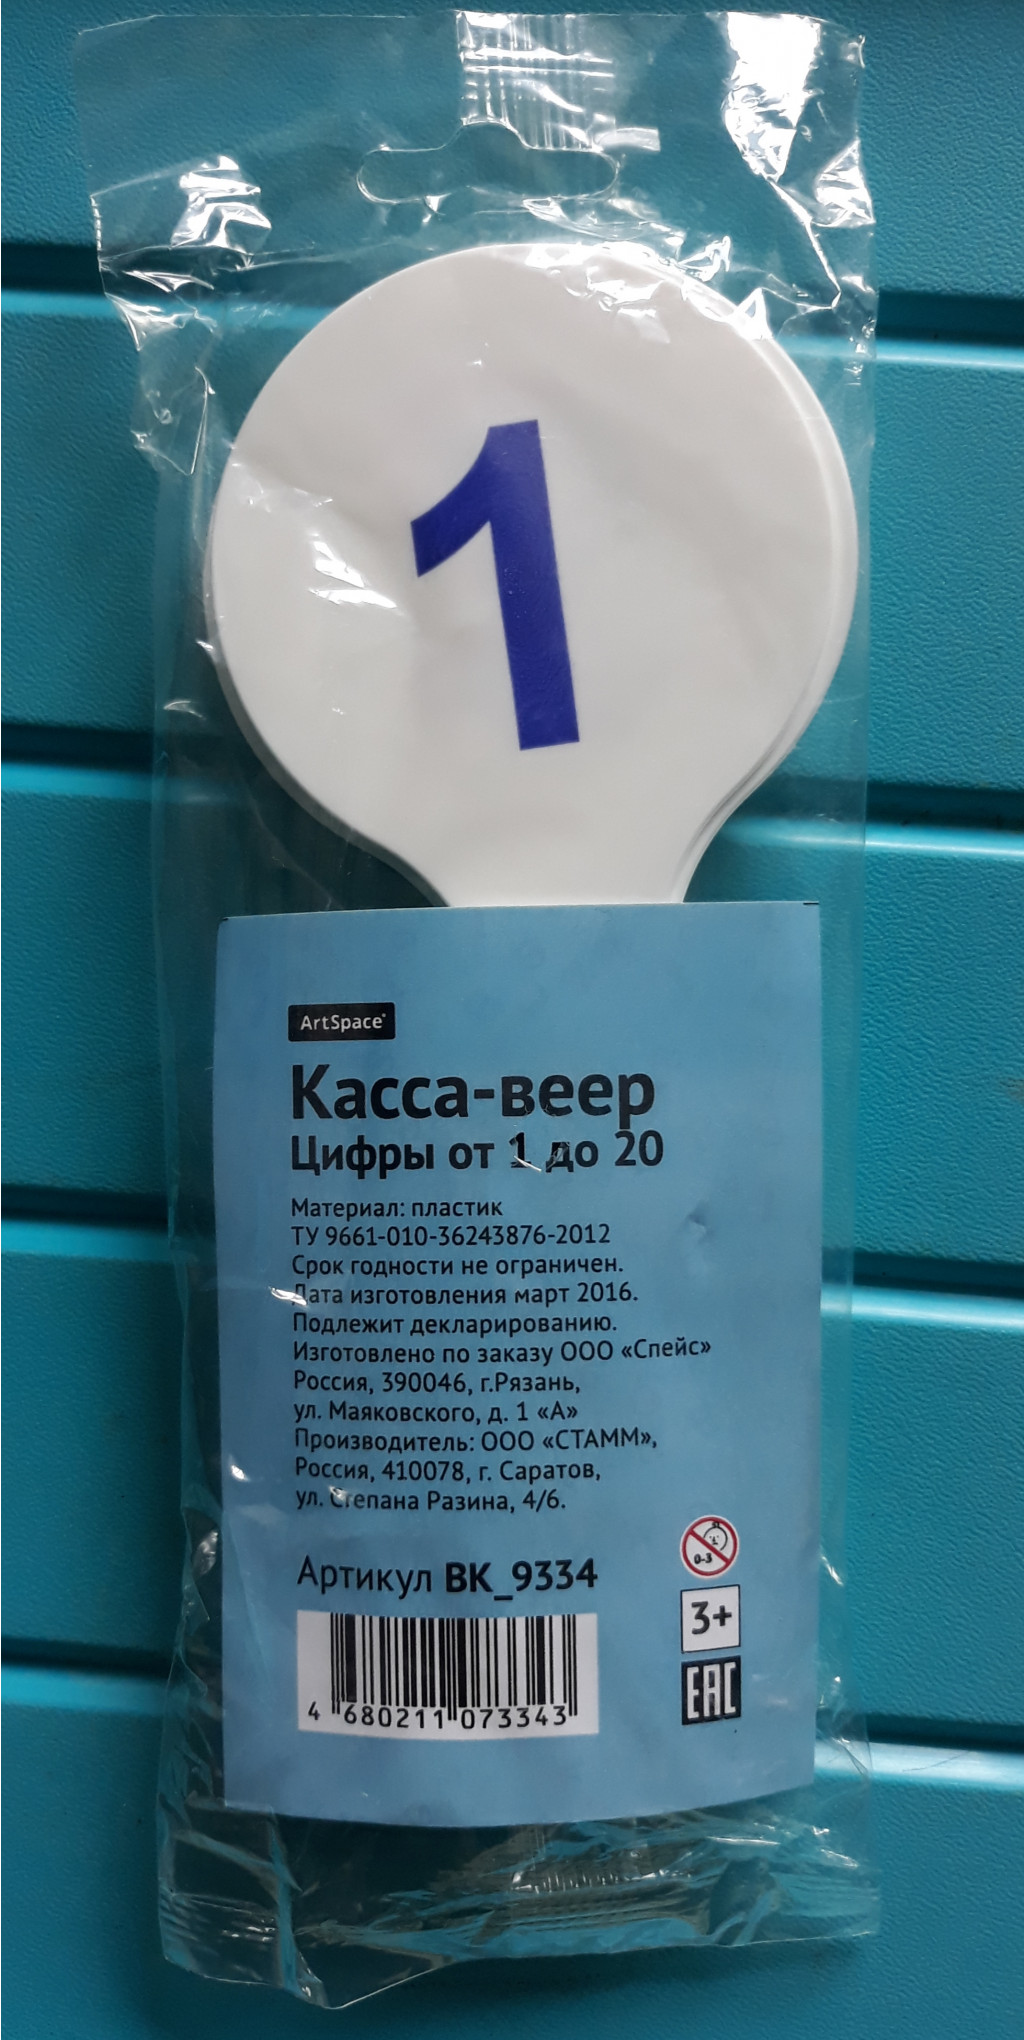 1
ArtSpace®
Касса-веер
Цифры от 1 до 20
Материал: пластик
ТУ 9661-010-36243876-2012
Срок годности не ограничен.
Дата изготовления март 2016.
Подлежит декларированию.
Изготовлено по заказу ООО «Спейс»
Россия, 390046, г.Рязань,
ул. Маяковского, д. 1 «А»
Производитель: ООО «СТАММ»,
Россия, 410078, г. Саратов,
ул. Степана Разина, 4/6.
Артикул ВК_9334
4 680211 073343
0-3
3+
EAC